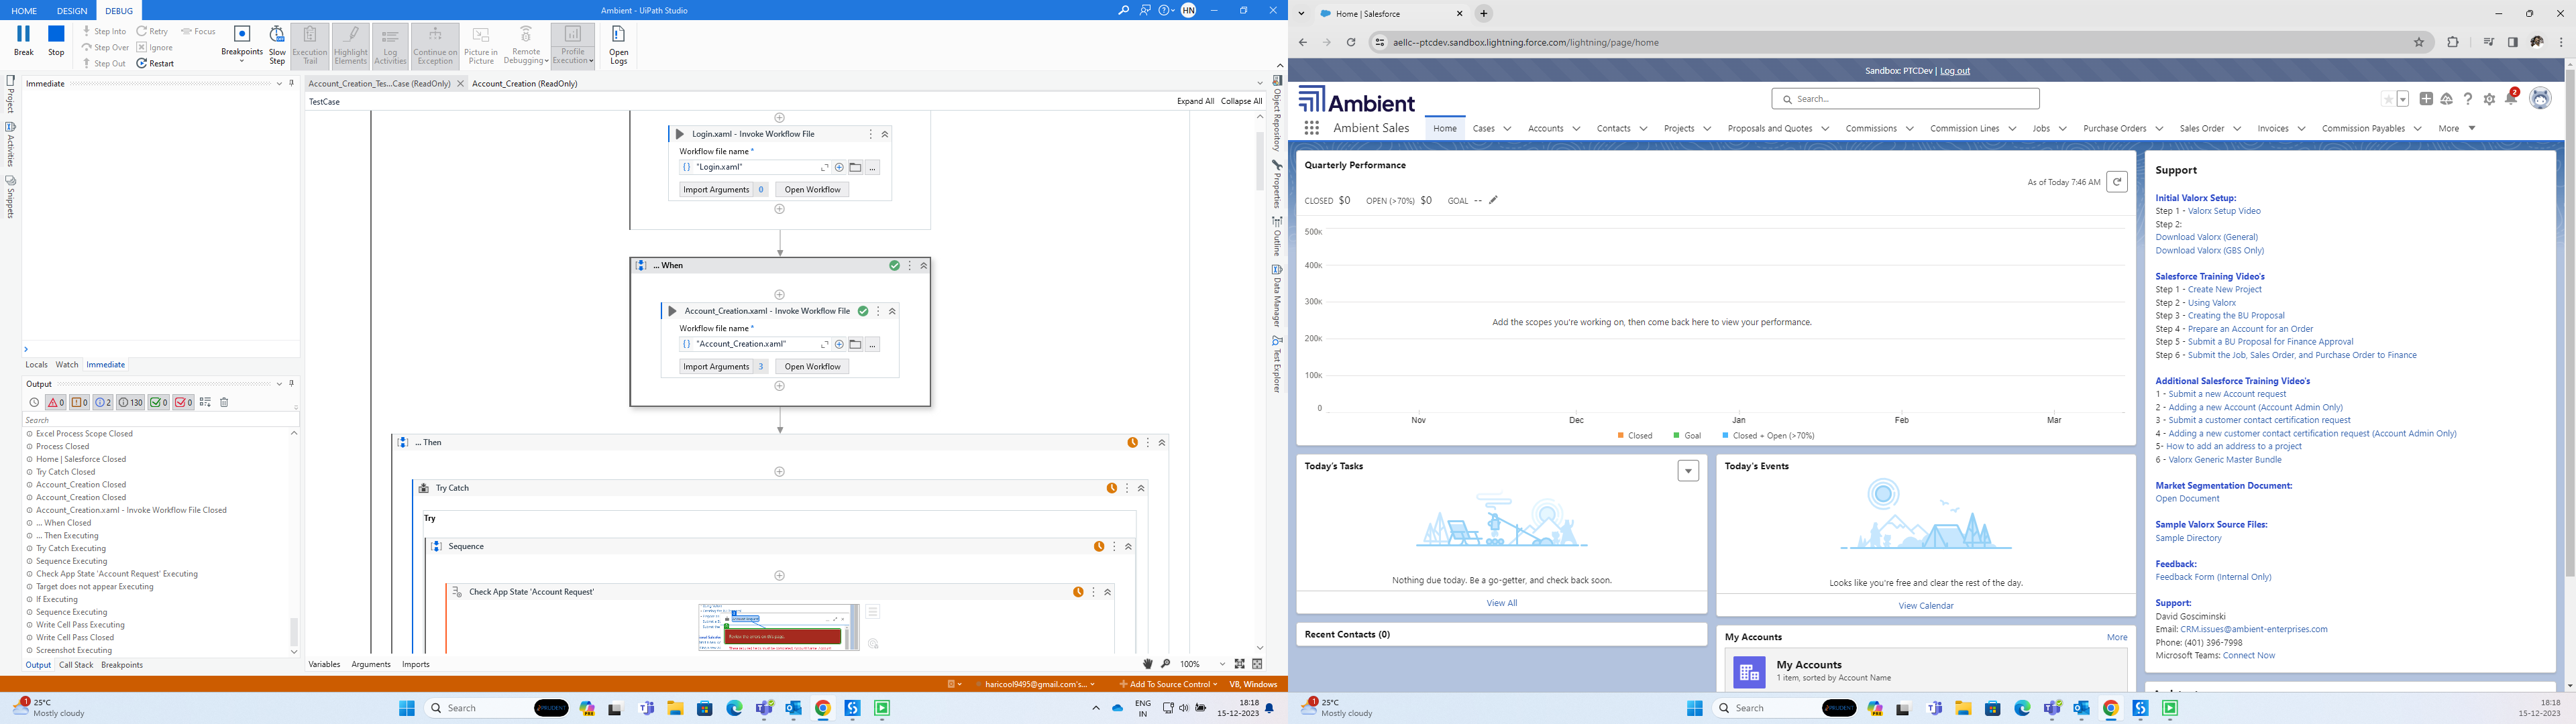 HOME DESIGN DEBUG Ambient - UiPath Studio HN
Break Stop Step Into Step Over Step Out Retry Ignore Restart Focus Breakpoints Slow Step Execution Trail Highlight Elements Log Activities Continue on Exception Picture in Picture Remote Debugging Profile Execution Open Logs
Project
Activities
Snippets
Immediate
Locals Watch Immediate
Output
0 0 2 130 0 0
Search
Excel Process Scope Closed
Process Closed
Home | Salesforce Closed
Try Catch Closed
Account_Creation Closed
Account_Creation Closed
Account_Creation.xaml - Invoke Workflow File Closed
... When Closed
... Then Executing
Try Catch Executing
Sequence Executing
Check App State 'Account Request' Executing
Target does not appear Executing
If Executing
Sequence Executing
Write Cell Pass Executing
Write Cell Pass Closed
Screenshot Executing
Output Call Stack Breakpoints
Account_Creation_Tes...Case (ReadOnly) Account_Creation (ReadOnly)
TestCase Expand All Collapse All
Login.xaml - Invoke Workflow File
Workflow file name *
"Login.xaml" ...
Import Arguments 0 Open Workflow
... When
Account_Creation.xaml - Invoke Workflow File
Workflow file name *
"Account_Creation.xaml" ...
Import Arguments 3 Open Workflow
... Then
Try Catch
Try
Sequence
Check App State 'Account Request'
Variables Arguments Imports 100%
Object Repository
Properties
Outline
Data Manager
Test Explorer
haricool9495@gmail.com's... Add To Source Control VB, Windows
1 25°C
Mostly cloudy
Search
ENG
IN
18:18
15-12-2023
Home | Salesforce
aellc--ptcdev.sandbox.lightning.force.com/lightning/page/home
Sandbox: PTCDev | Log out
Ambient
Search...
2
Ambient Sales Home Cases Accounts Contacts Projects Proposals and Quotes Commissions Commission Lines Jobs Purchase Orders Sales Order Invoices Commission Payables More
Quarterly Performance
As of Today 7:46 AM
CLOSED $0 OPEN (>70%) $0 GOAL --
500K
400K
300K
Add the scopes you're working on, then come back here to view your performance.
200K
100K
0
Nov Dec Jan Feb Mar
Closed Goal Closed + Open (>70%)
Today's Tasks
Nothing due today. Be a go-getter, and check back soon.
View All
Today's Events
Looks like you're free and clear the rest of the day.
View Calendar
Recent Contacts (0)
My Accounts More
My Accounts
1 item, sorted by Account Name
Support
Initial Valorx Setup:
Step 1 - Valorx Setup Video
Step 2:
Download Valorx (General)
Download Valorx (GBS Only)
Salesforce Training Video's
Step 1 - Create New Project
Step 2 - Using Valorx
Step 3 - Creating the BU Proposal
Step 4 - Prepare an Account for an Order
Step 5 - Submit a BU Proposal for Finance Approval
Step 6 - Submit the Job, Sales Order, and Purchase Order to Finance
Additional Salesforce Training Video's
1 - Submit a new Account request
2 - Adding a new Account (Account Admin Only)
3 - Submit a customer contact certification request
4 - Adding a new customer contact certification request (Account Admin Only)
5- How to add an address to a project
6 - Valorx Generic Master Bundle
Market Segmentation Document:
Open Document
Sample Valorx Source Files:
Sample Directory
Feedback:
Feedback Form (Internal Only)
Support:
David Gosciminski
Email: CRM.issues@ambient-enterprises.com
Phone: (401) 396-7998
Microsoft Teams: Connect Now
1 25°C
Mostly cloudy
Search
18:18
15-12-2023